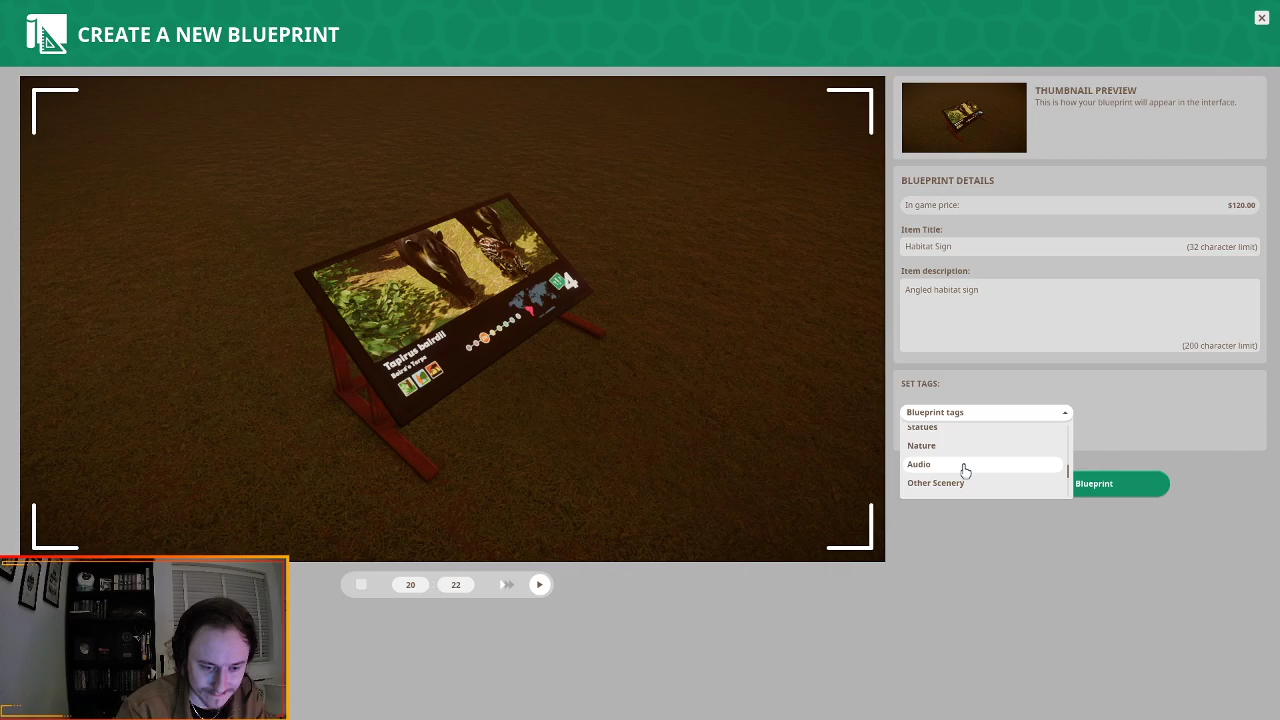 CREATE A NEW BLUEPRINT
THUMBNAIL PREVIEW
This is how your blueprint will appear in the interface.
BLUEPRINT DETAILS
In game price:
$120.00
Item Title:
Habitat Sign
(32 character limit)
Item description:
Angled habitat sign
(200 character limit)
SET TAGS:
Blueprint tags
Statues
Nature
Audio
Other Scenery
Blueprint
Tapirus bairdii
Baird's Tapir
4
20
22